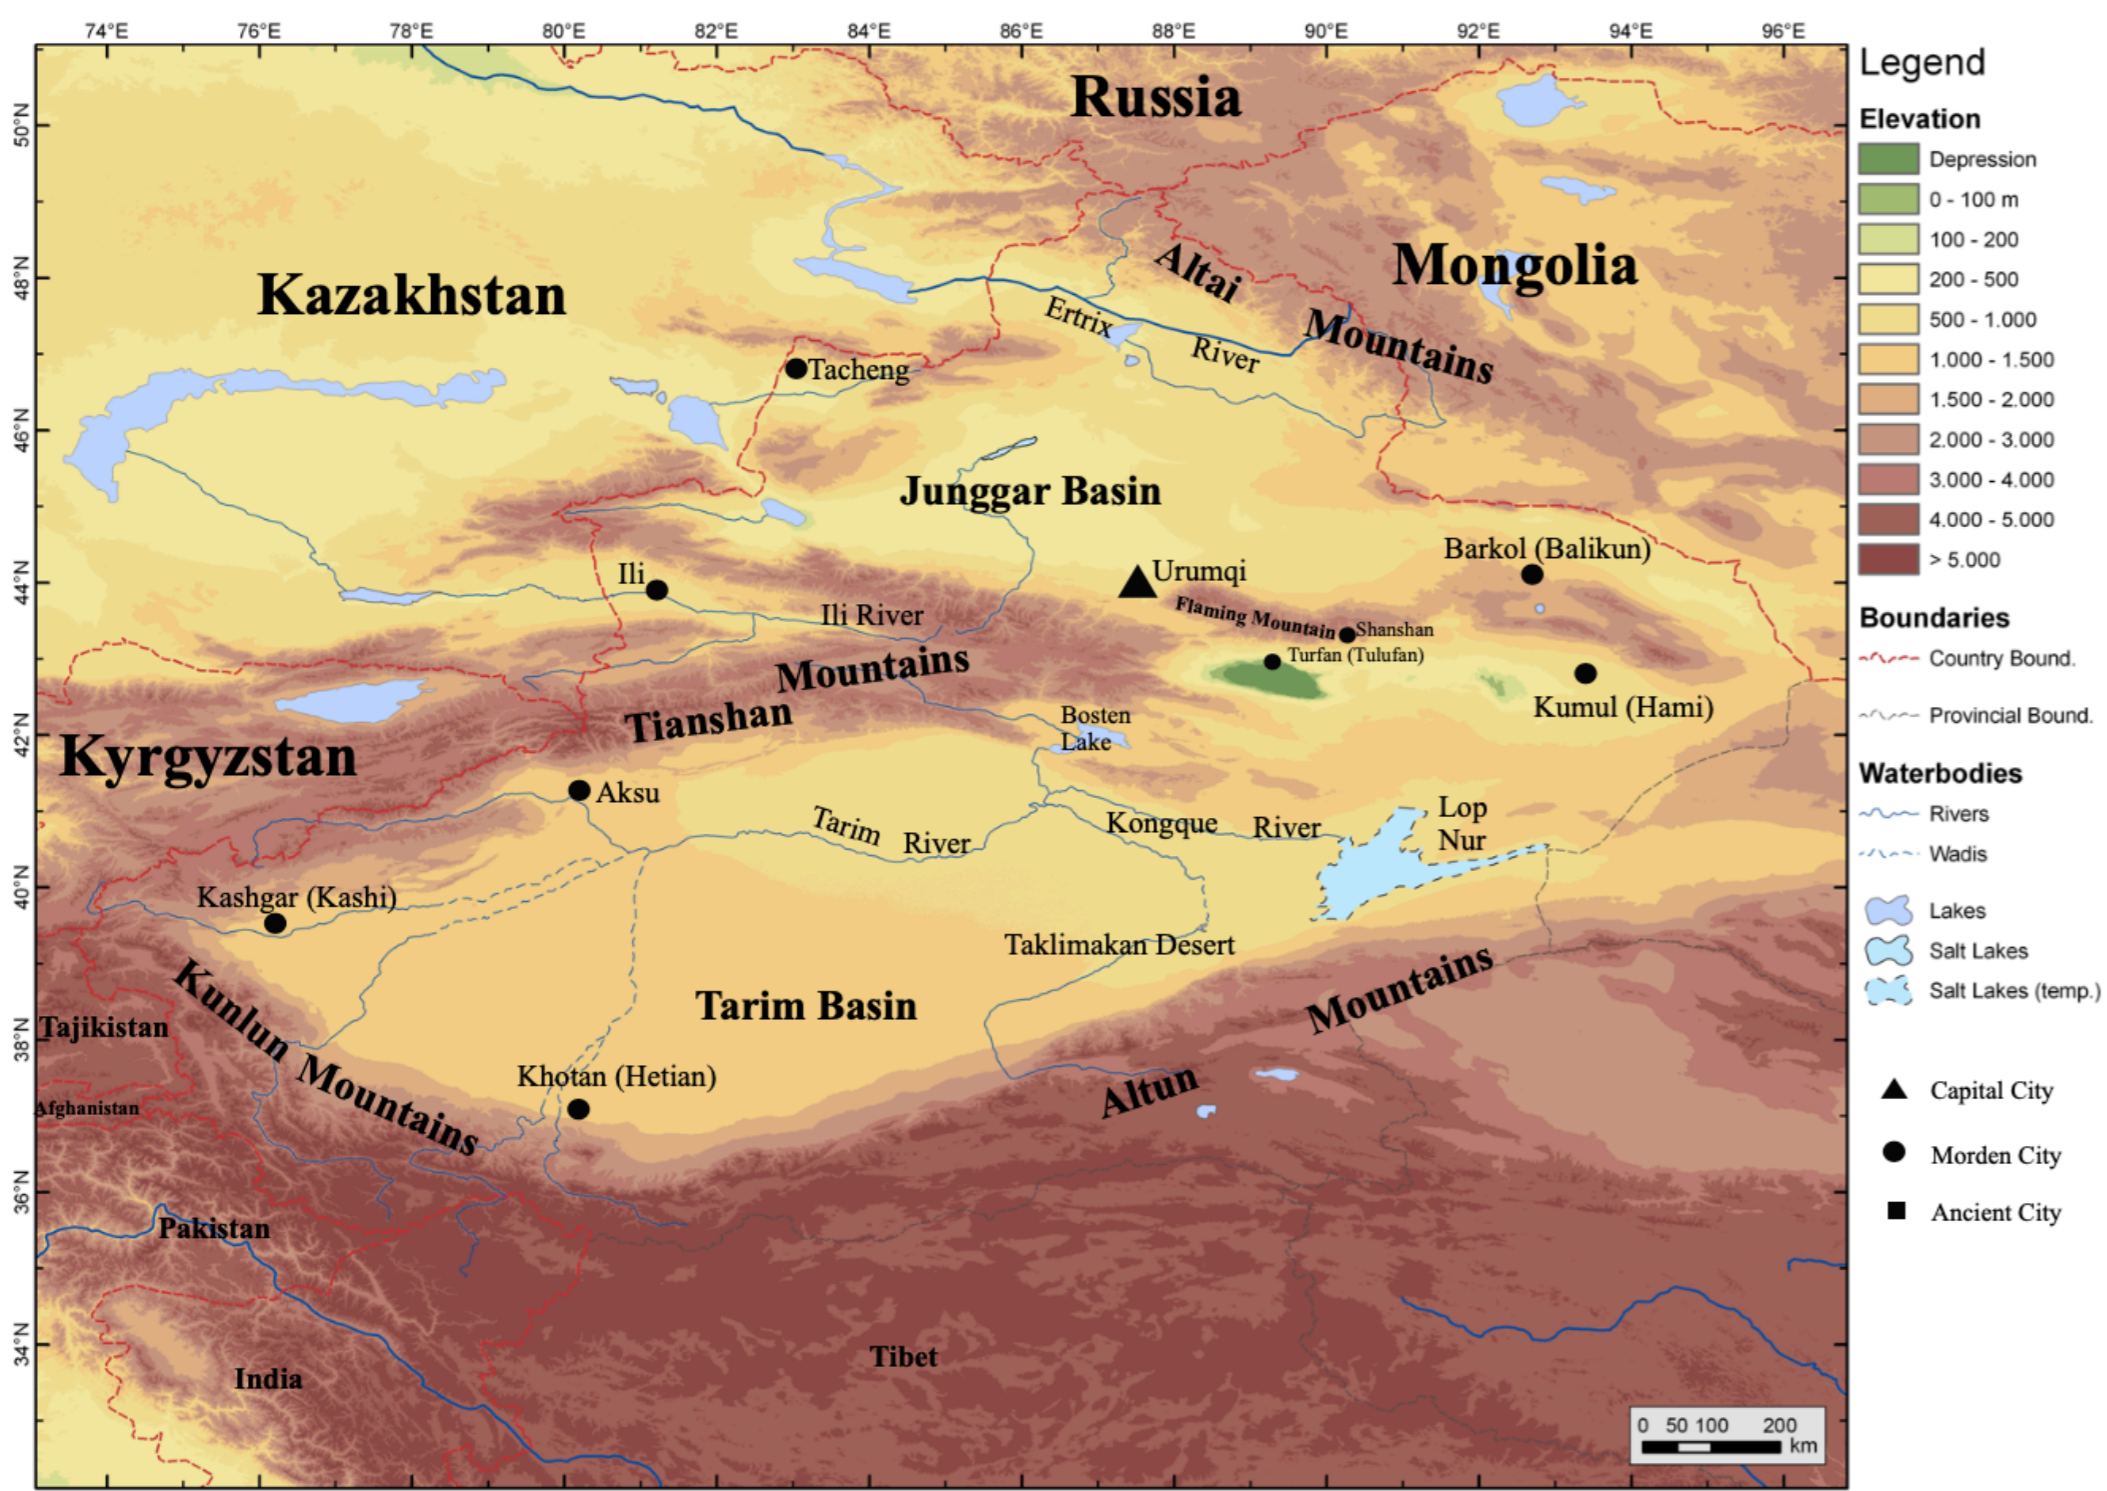 74°E 76°E 78°E 80°E 82°E 84°E 86°E 88°E 90°E 92°E 94°E 96°E
50°N
48°N
46°N
44°N
42°N
40°N
38°N
36°N
34°N
Russia
Kazakhstan
Mongolia
Altai
Mountains
Ertrix
River
Tacheng
Junggar Basin
Barkol (Balikun)
Urumqi
Ili
Ili River
Flaming Mountain
Shanshan
Turfan (Tulufan)
Kumul (Hami)
Tianshan
Mountains
Bosten
Lake
Kyrgyzstan
Aksu
Tarim
River
Kongque
River
Lop
Nur
Kashgar (Kashi)
Taklimakan Desert
Tarim Basin
Kunlun
Mountains
Altun
Mountains
Tajikistan
Khotan (Hetian)
Afghanistan
Pakistan
India
Tibet
0 50 100 200
km
Legend
Elevation
Depression
0 - 100 m
100 - 200
200 - 500
500 - 1.000
1.000 - 1.500
1.500 - 2.000
2.000 - 3.000
3.000 - 4.000
4.000 - 5.000
> 5.000
Boundaries
Country Bound.
Provincial Bound.
Waterbodies
Rivers
Wadis
Lakes
Salt Lakes
Salt Lakes (temp.)
Capital City
Morden City
Ancient City